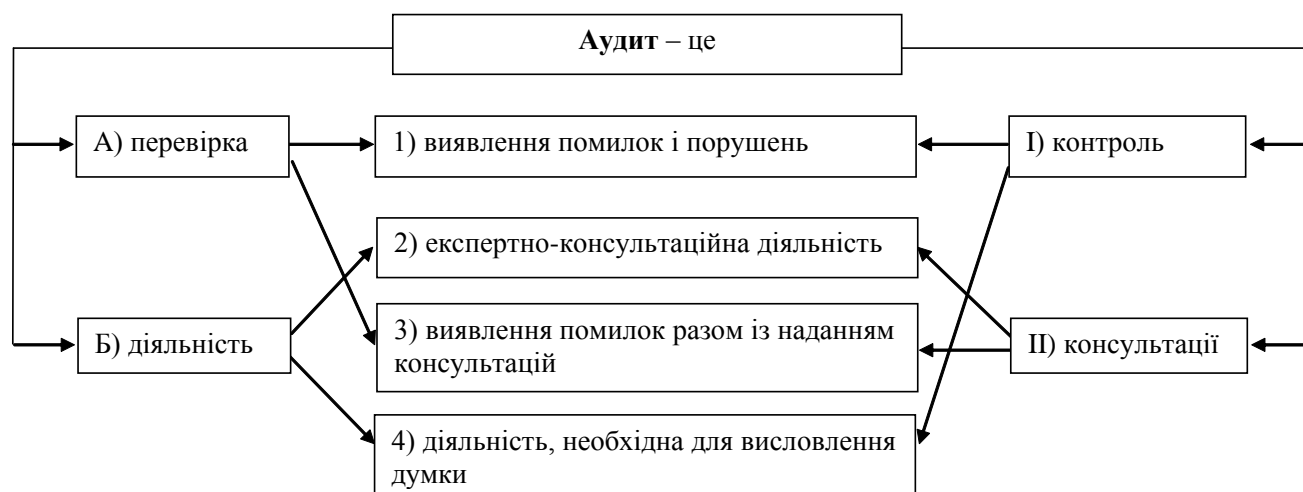 Аудит – це
А) перевірка
1) виявлення помилок і порушень
І) контроль
2) експертно-консультаційна діяльність
Б) діяльність
3) виявлення помилок разом із наданням
консультацій
ІІ) консультації
4) діяльність, необхідна для висловлення
думки